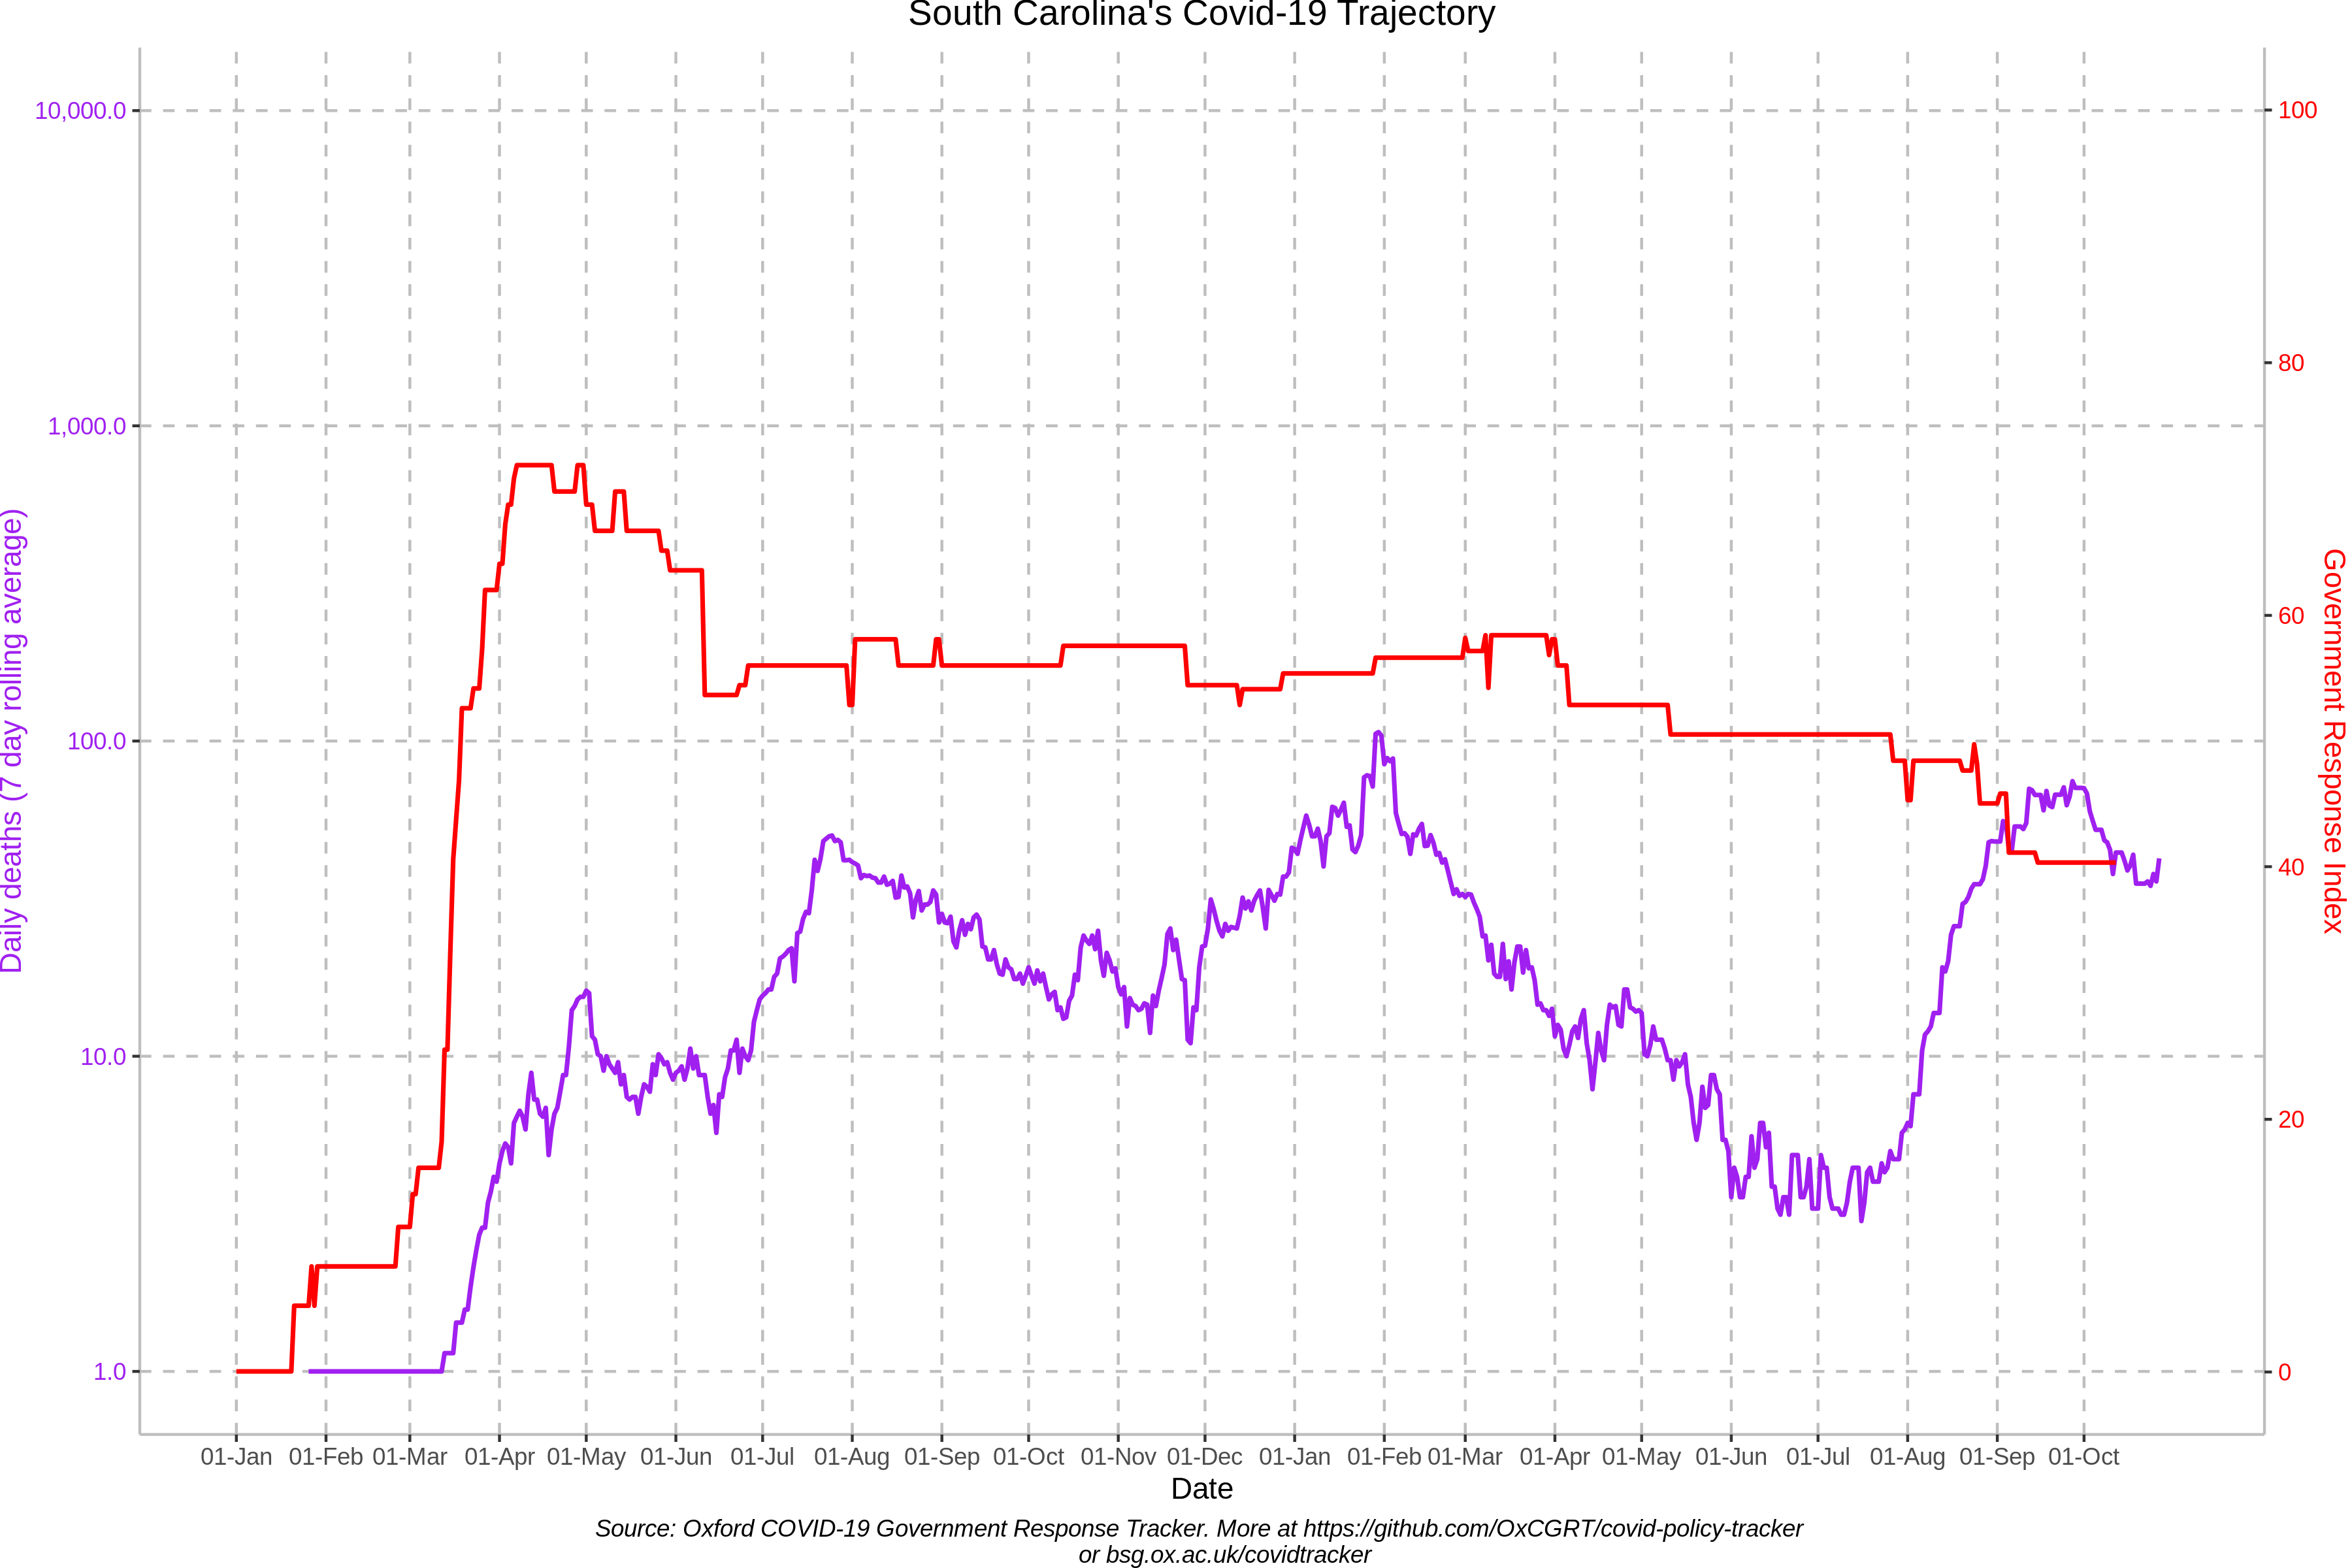 South Carolina's Covid-19 Trajectory
10,000.0
1,000.0
100.0
10.0
1.0
Daily deaths (7 day rolling average)
100
80
60
40
20
0
Government Response Index
01-Jan 01-Feb 01-Mar 01-Apr 01-May 01-Jun 01-Jul 01-Aug 01-Sep 01-Oct 01-Nov 01-Dec 01-Jan 01-Feb 01-Mar 01-Apr 01-May 01-Jun 01-Jul 01-Aug 01-Sep 01-Oct
Date
Source: Oxford COVID-19 Government Response Tracker. More at https://github.com/OxCGRT/covid-policy-tracker
or bsg.ox.ac.uk/covidtracker